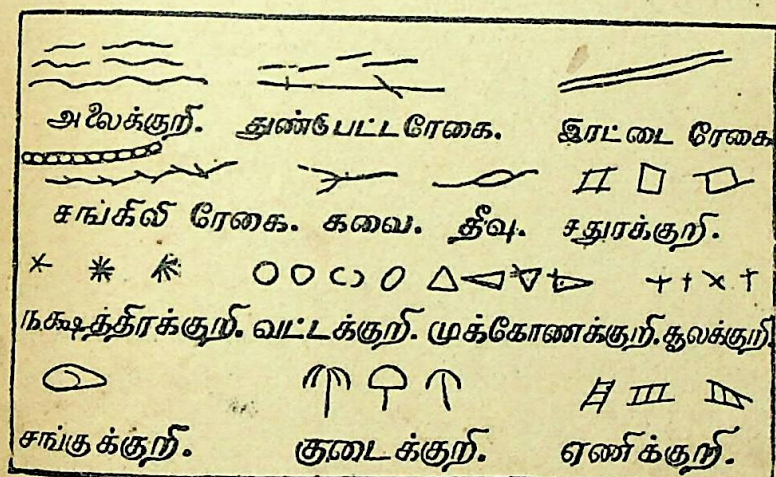 அலைக்குறி. துண்டுபட்டரேகை. இரட்டை ரேகை
சங்கிலி ரேகை. கவை. தீவு. சதுரக்குறி.
நக்ஷத்திரக்குறி. வட்டக்குறி. முக்கோணக்குறி. சூலக்குறி.
சங்குக்குறி. குடைக்குறி. ஏணிக்குறி.